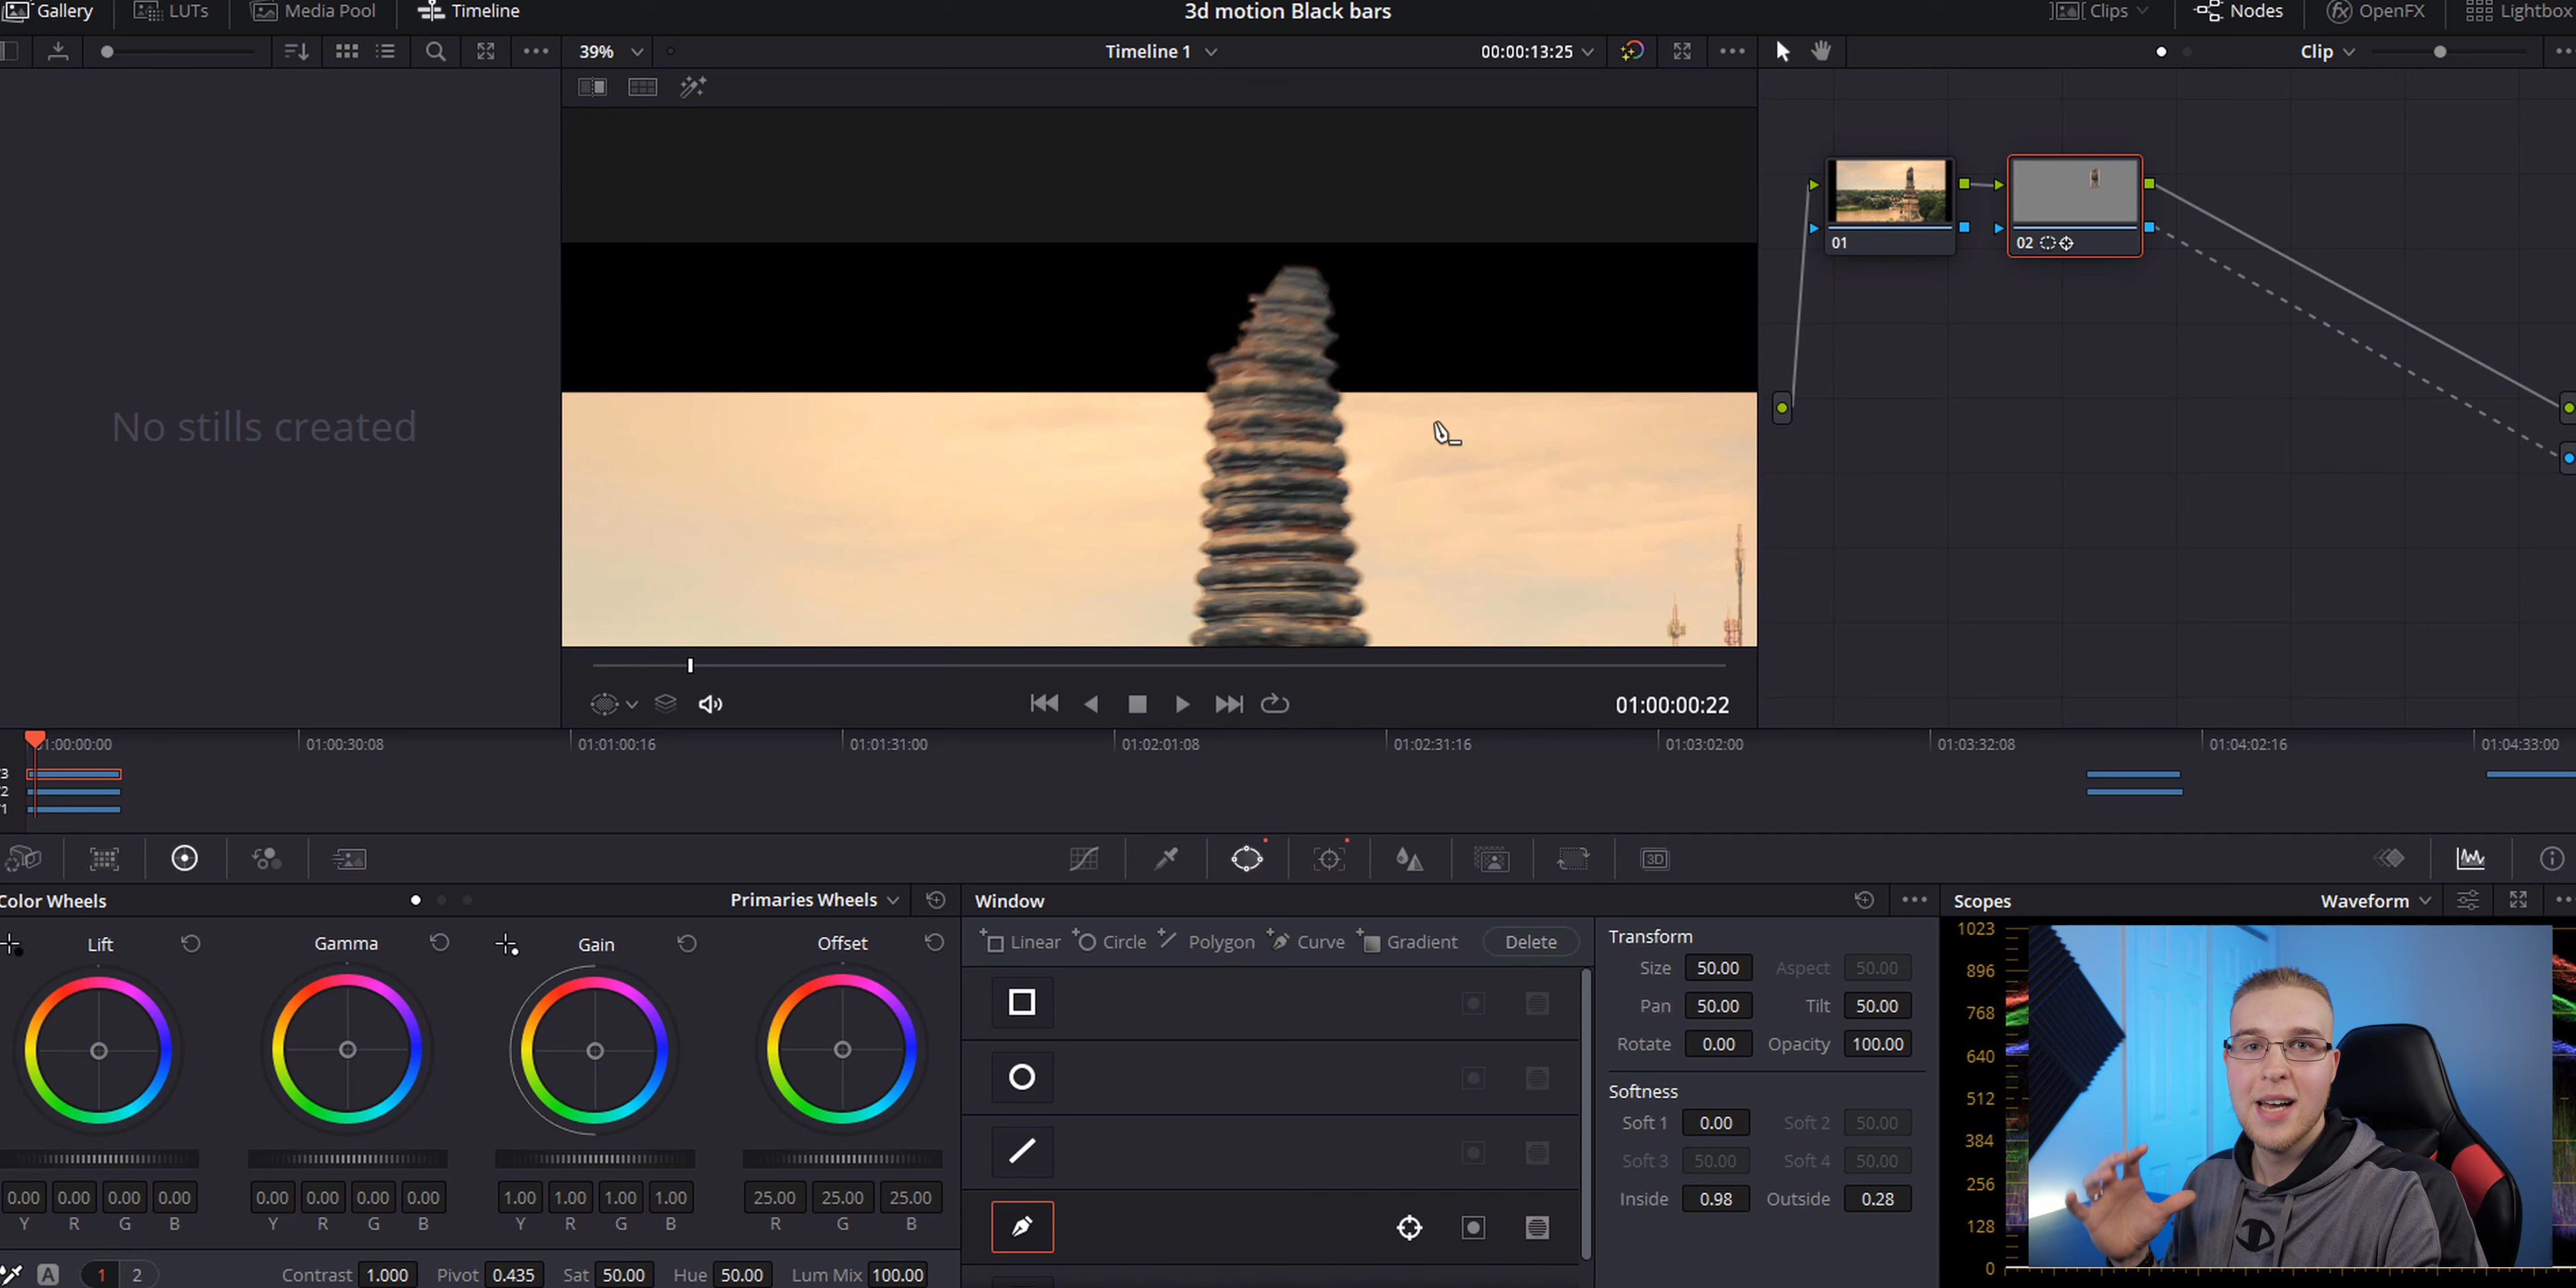 Gallery LUTs Media Pool Timeline 3d motion Black bars Clips Nodes OpenFX Lightbox
39% Timeline 1 00:00:13:25 Clip
01
02
No stills created
01:00:00:22
01:00:00:00 01:00:30:08 01:01:00:16 01:01:31:00 01:02:01:08 01:02:31:16 01:03:02:00 01:03:32:08 01:04:02:16 01:04:33:00
3
2
1
3D
Color Wheels Primaries Wheels Window Scopes Waveform
Lift Gamma Gain Offset
Linear Circle Polygon Curve Gradient Delete
Transform
Size 50.00 Aspect 50.00
Pan 50.00 Tilt 50.00
Rotate 0.00 Opacity 100.00
Softness
Soft 1 0.00 Soft 2 50.00
Soft 3 50.00 Soft 4 50.00
Inside 0.98 Outside 0.28
1023
896
768
640
512
384
256
128
0
0.00 0.00 0.00 0.00 0.00 0.00 0.00 0.00 1.00 1.00 1.00 1.00 25.00 25.00 25.00
Y R G B Y R G B Y R G B R G B
A 1 2 Contrast 1.000 Pivot 0.435 Sat 50.00 Hue 50.00 Lum Mix 100.00